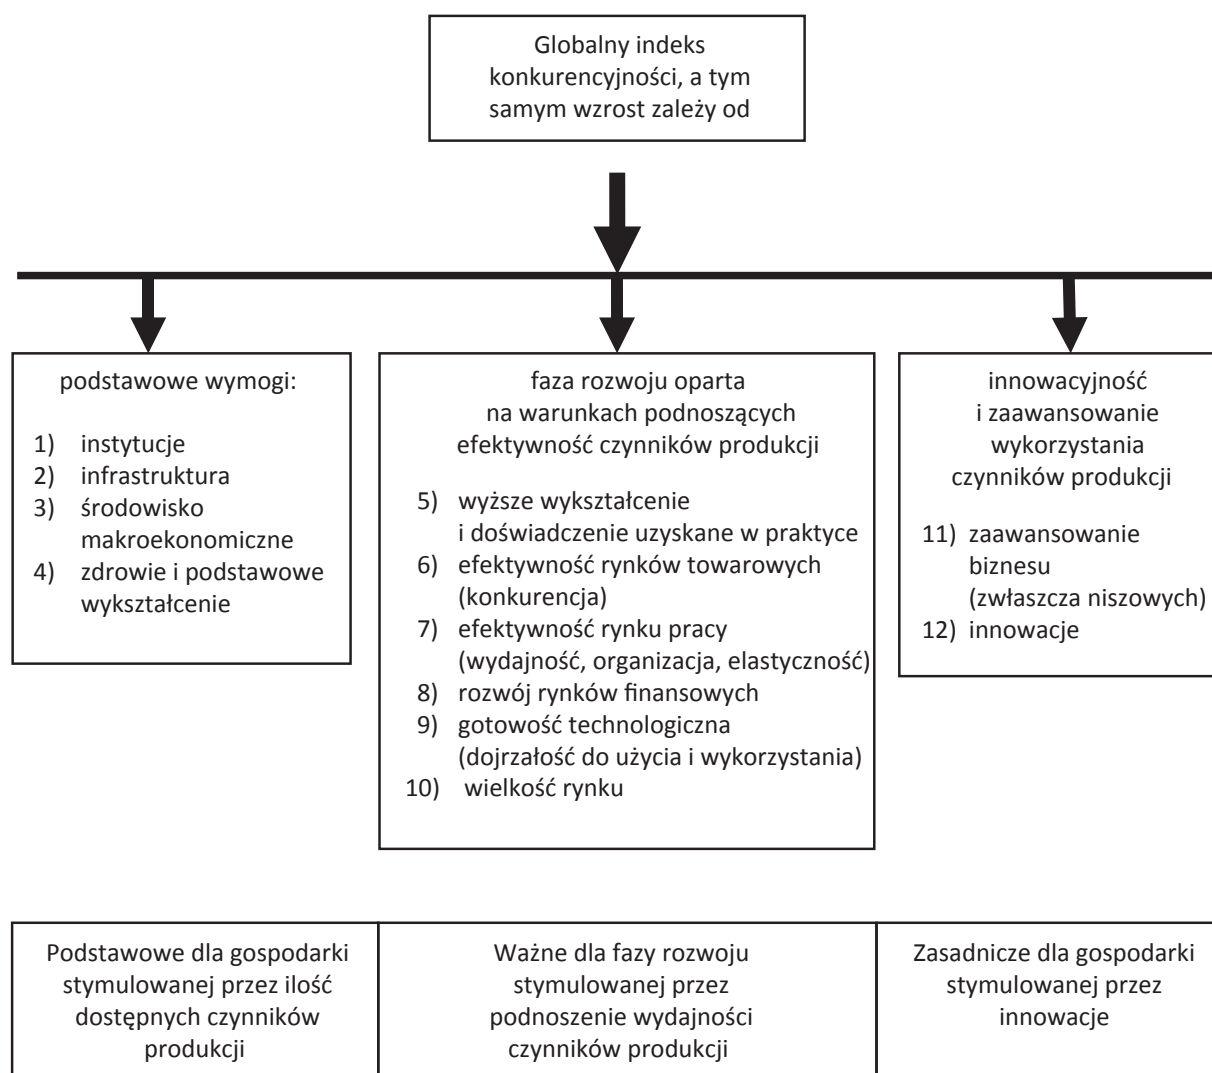 Globalny indeks
konkurencyjności, a tym
samym wzrost zależy od
podstawowe wymogi:
1) instytucje
2) infrastruktura
3) środowisko
makroekonomiczne
4) zdrowie i podstawowe
wykształcenie
faza rozwoju oparta
na warunkach podnoszących
efektywność czynników produkcji
5) wyższe wykształcenie
i doświadczenie uzyskane w praktyce
6) efektywność rynków towarowych
(konkurencja)
7) efektywność rynku pracy
(wydajność, organizacja, elastyczność)
8) rozwój rynków finansowych
9) gotowość technologiczna
(dojrzałość do użycia i wykorzystania)
10) wielkość rynku
innowacyjność
i zaawansowanie
wykorzystania
czynników produkcji
11) zaawansowanie
biznesu
(zwłaszcza niszowych)
12) innowacje
Podstawowe dla gospodarki
stymulowanej przez ilość
dostępnych czynników
produkcji
Ważne dla fazy rozwoju
stymulowanej przez
podnoszenie wydajności
czynników produkcji
Zasadnicze dla gospodarki
stymulowanej przez
innowacje